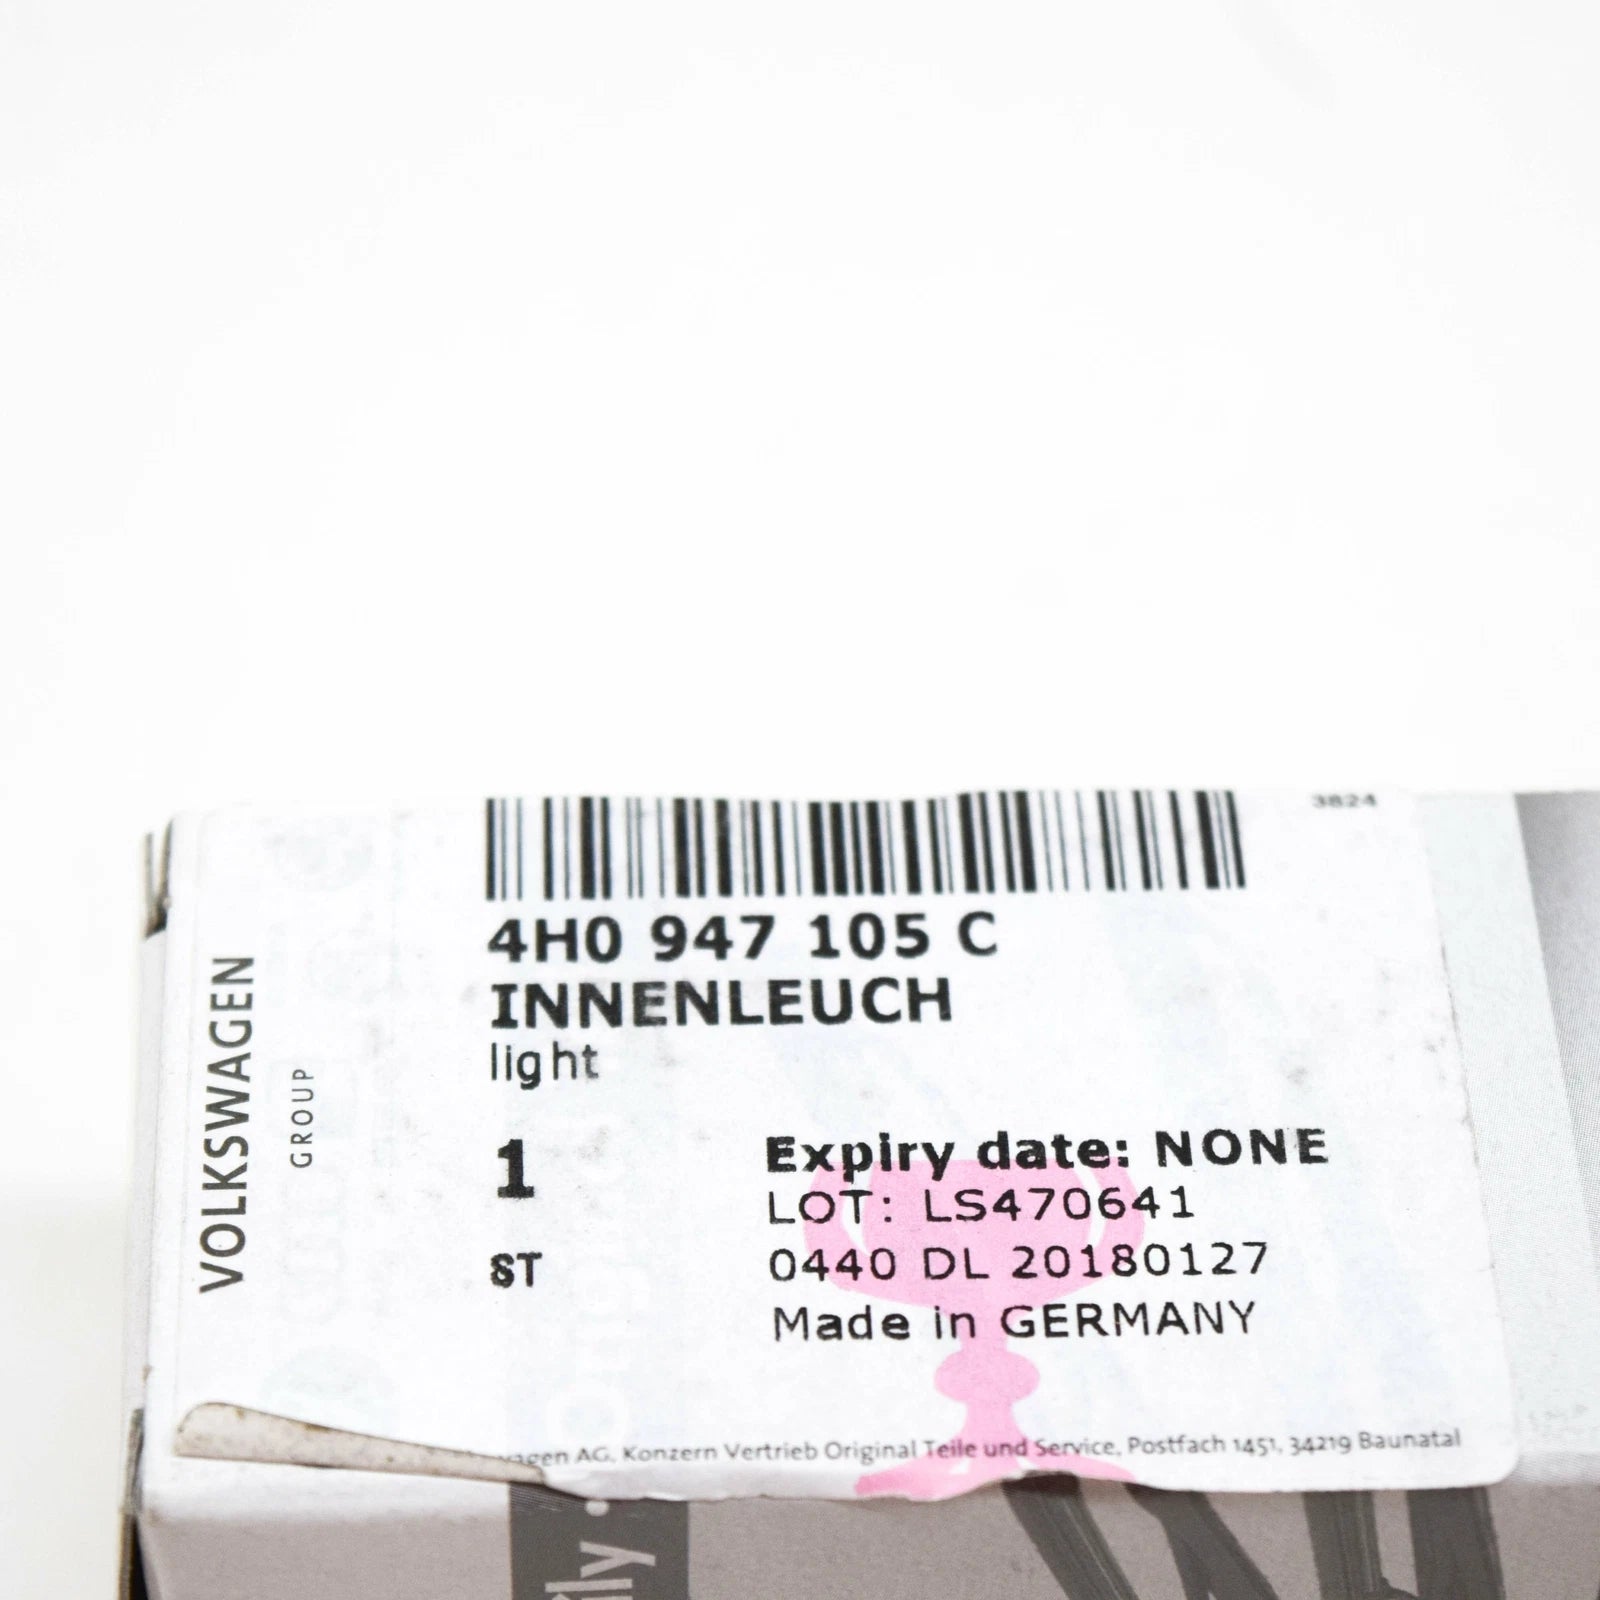 3824
4H0 947 105 C
INNENLEUCH
light
VOLKSWAGEN
GROUP
1
ST
Expiry date: NONE
LOT: LS470641
0440 DL 20180127
Made in GERMANY
AG, Konzern Vertrieb Original Teile und Service, Postfach 1451, 34219 Baunatal